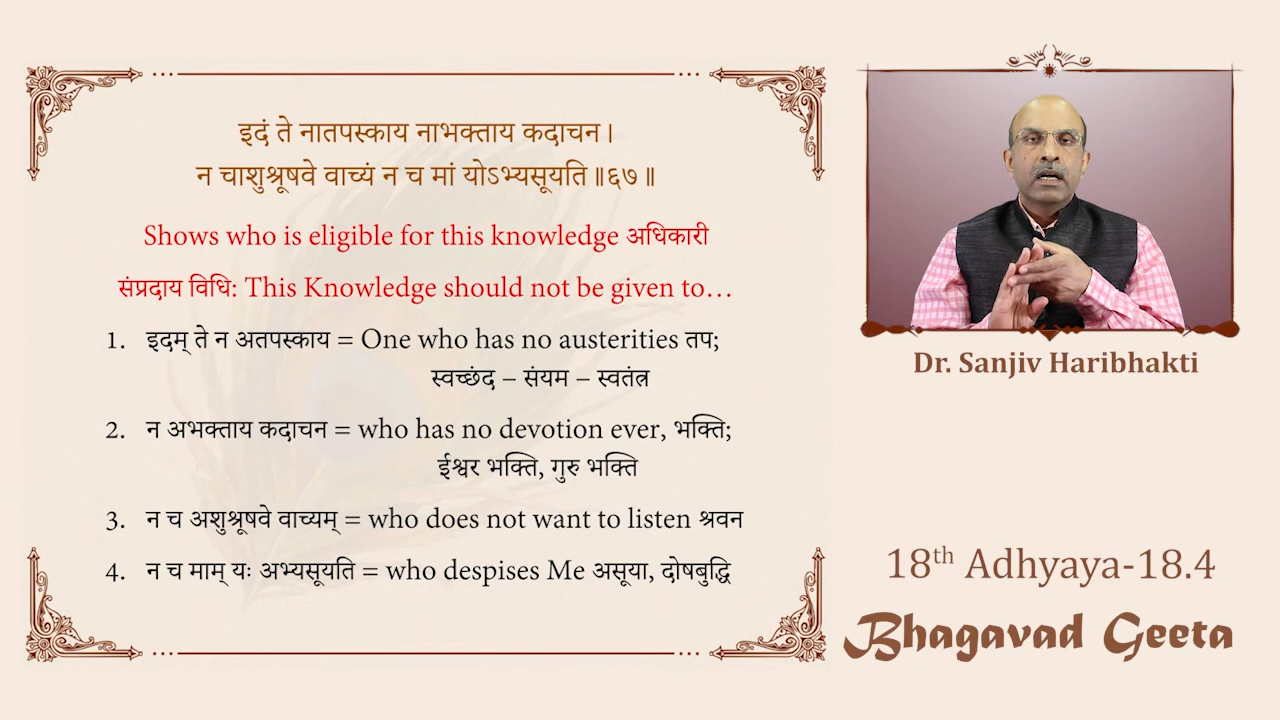 इदं ते नातपस्काय नाभक्ताय कदाचन ।
न चाशुश्रूषवे वाच्यं न च मां योऽभ्यसूयति ॥६७॥
Shows who is eligible for this knowledge अधिकारी
संप्रदाय विधि: This Knowledge should not be given to...
1. इदम् ते न अतपस्काय = One who has no austerities तप;
स्वच्छंद – संयम – स्वतंत्र
2. न अभक्ताय कदाचन = who has no devotion ever, भक्ति;
ईश्वर भक्ति, गुरु भक्ति
3. न च अशुश्रूषवे वाच्यम् = who does not want to listen श्रवन
4. न च माम् यः अभ्यसूयति = who despises Me असूया, दोषबुद्धि
Dr. Sanjiv Haribhakti
18th Adhyaya-18.4
Bhagavad Geeta